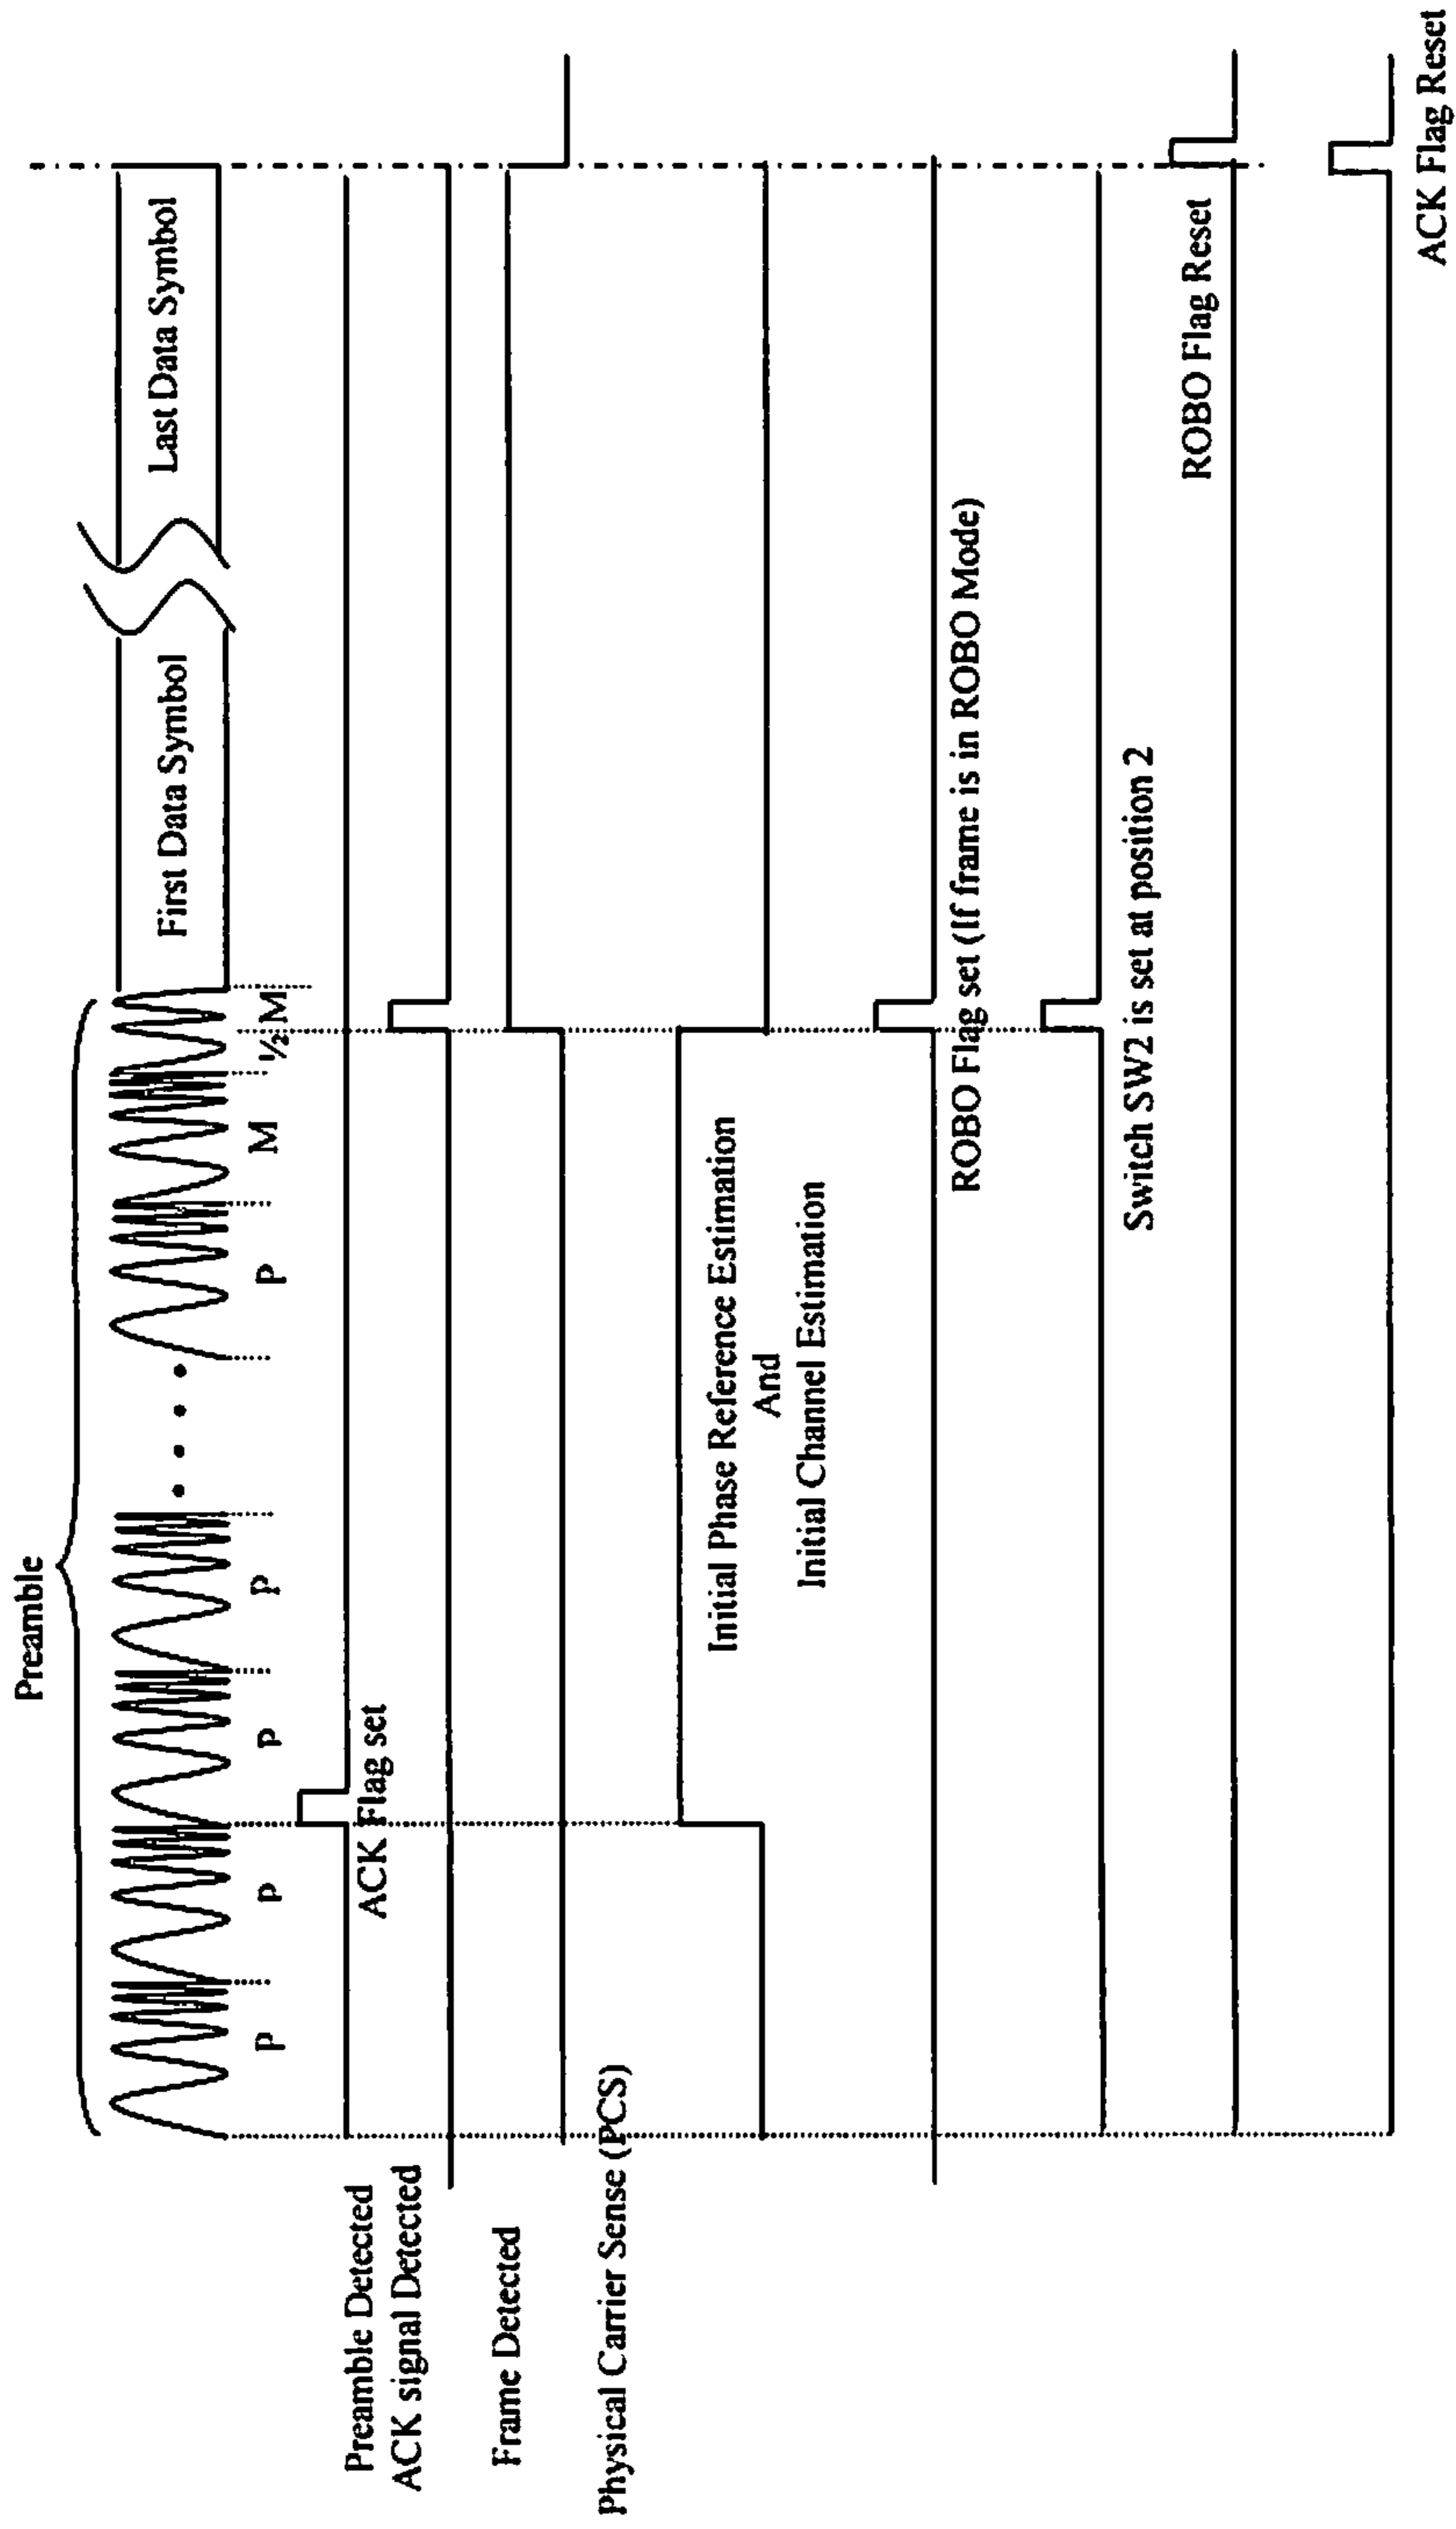 Preamble
P
P
P
P
P
M
½ M
First Data Symbol
Last Data Symbol
ACK Flag set
Preamble Detected
ACK signal Detected
Frame Detected
Physical Carrier Sense (PCS)
Initial Phase Reference Estimation
And
Initial Channel Estimation
ROBO Flag set (If frame is in ROBO Mode)
Switch SW2 is set at position 2
ROBO Flag Reset
ACK Flag Reset